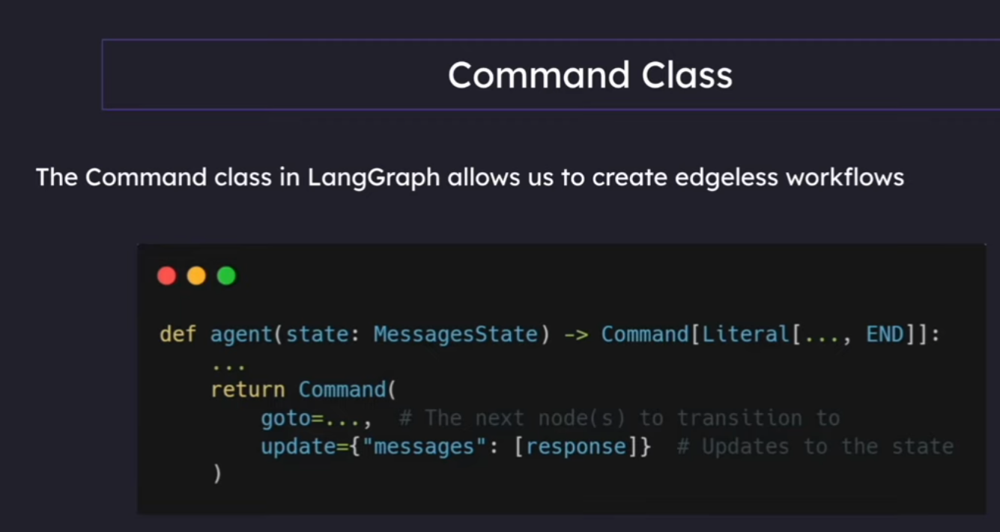 Command Class
The Command class in LangGraph allows us to create edgeless workflows
def agent(state: MessagesState) -> Command[Literal[..., END]]:
    ...
    return Command(
        goto=...,  # The next node(s) to transition to
        update={"messages": [response]}  # Updates to the state
    )